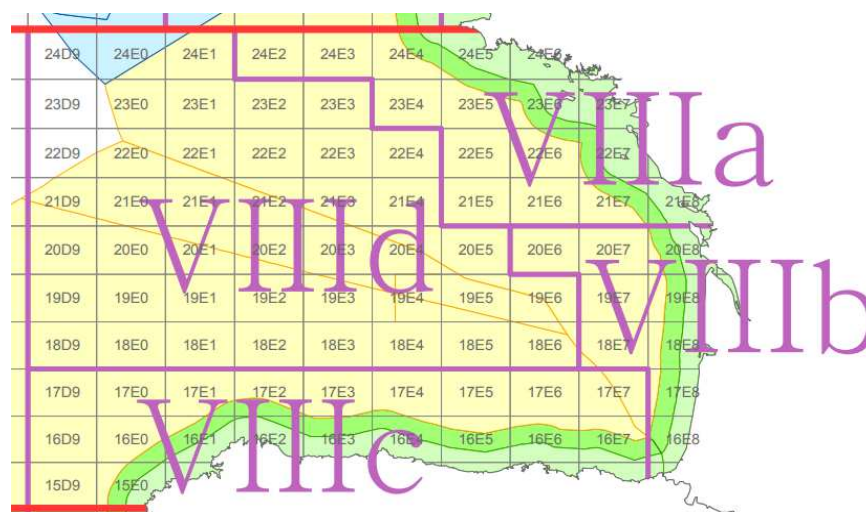 24D9 24E0 24E1 24E2 24E3 24E4 24E5 24E6
23D9 23E0 23E1 23E2 23E3 23E4 23E5 23E6 23E7
VIIIa
22D9 22E0 22E1 22E2 22E3 22E4 22E5 22E6 22E7
21D9 21E0 21E1 21E2 21E3 21E4 21E5 21E6 21E7 21E8
VIIId
20D9 20E0 20E1 20E2 20E3 20E4 20E5 20E6 20E7 20E8
19D9 19E0 19E1 19E2 19E3 19E4 19E5 19E6 19E7 19E8
VIIIb
18D9 18E0 18E1 18E2 18E3 18E4 18E5 18E6 18E7 18E8
17D9 17E0 17E1 17E2 17E3 17E4 17E5 17E6 17E7 17E8
VIIIc
16D9 16E0 16E1 16E2 16E3 16E4 16E5 16E6 16E7 16E8
15D9 15E0